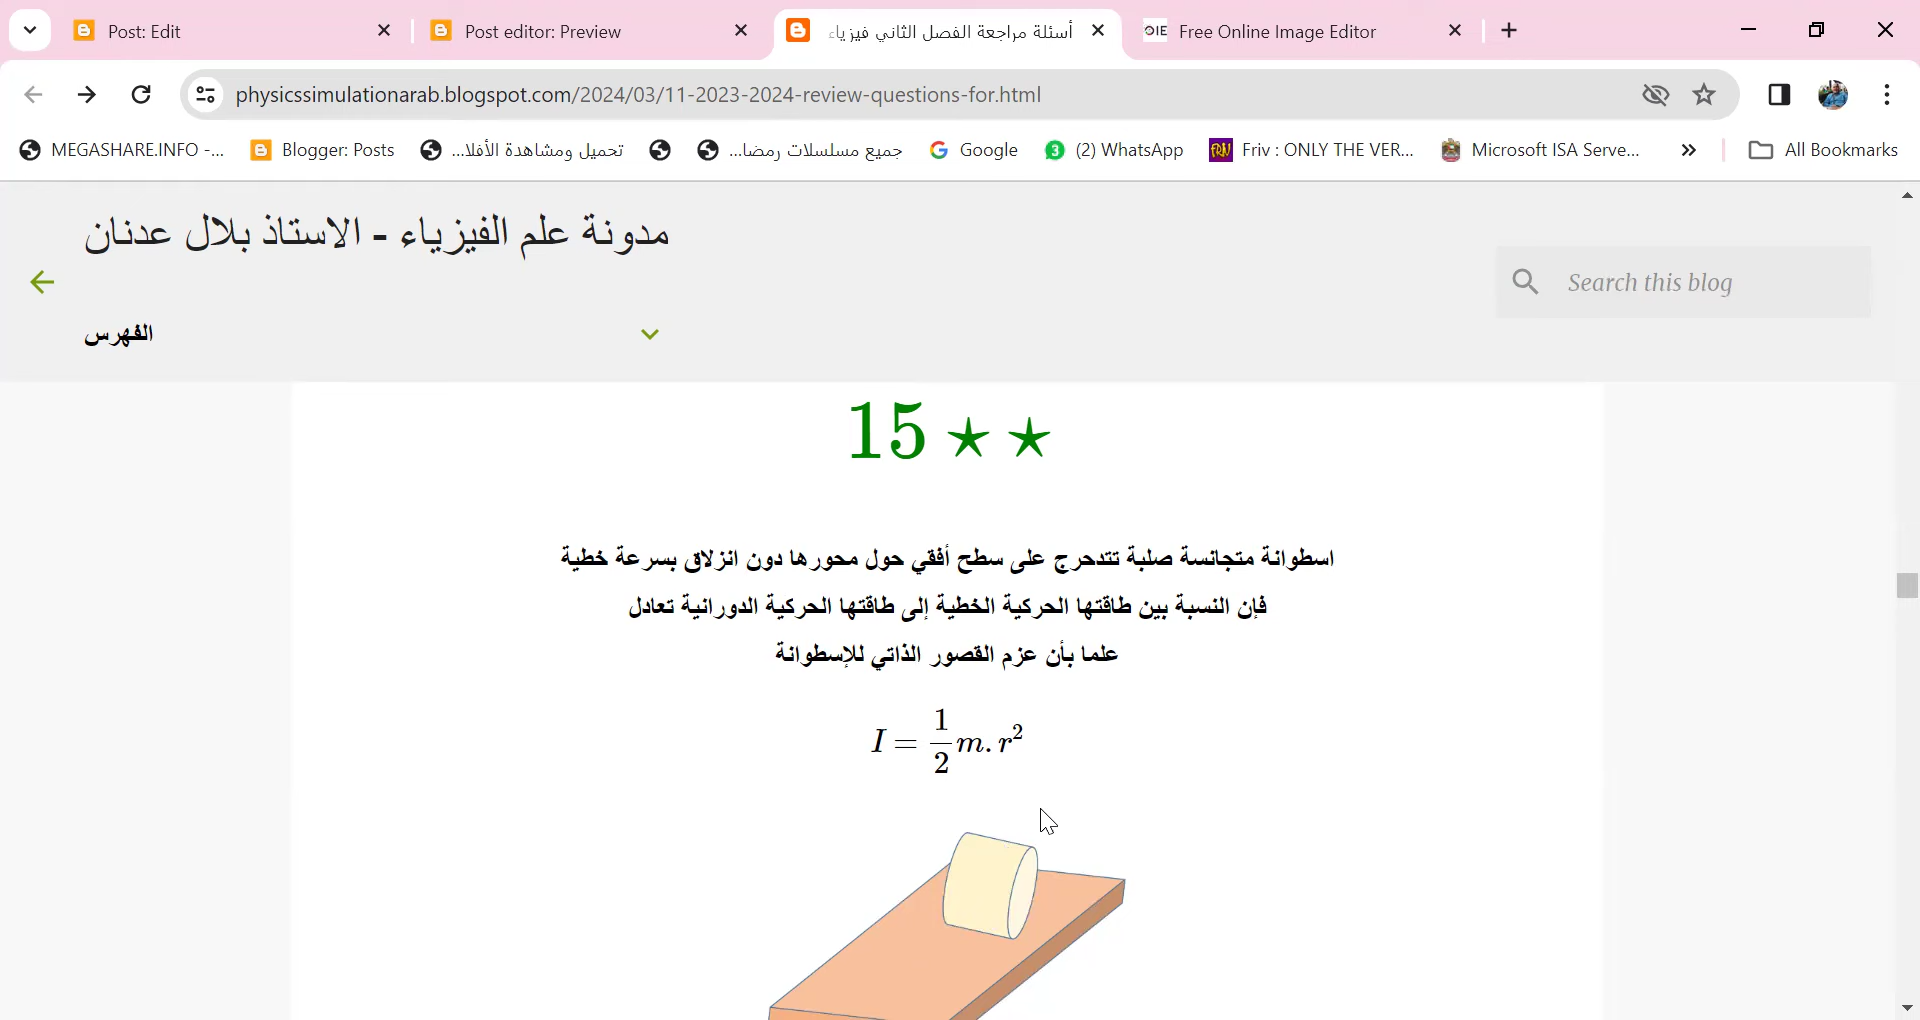 Post: Edit
Post editor: Preview
أسئلة مراجعة الفصل الثاني فيزياء
OIE Free Online Image Editor
physicssimulationarab.blogspot.com/2024/03/11-2023-2024-review-questions-for.html
MEGASHARE.INFO -...
Blogger: Posts
تحميل ومشاهدة الأفلا...
جميع مسلسلات رمضا...
Google
3 (2) WhatsApp
FRIV Friv : ONLY THE VER...
Microsoft ISA Serve...
All Bookmarks
مدونة علم الفيزياء - الاستاذ بلال عدنان
Search this blog
الفهرس
15 ★ ★
اسطوانة متجانسة صلبة تتدحرج على سطح أفقي حول محورها دون انزلاق بسرعة خطية
فإن النسبة بين طاقتها الحركية الخطية إلى طاقتها الحركية الدورانية تعادل
علما بأن عزم القصور الذاتي للإسطوانة
I = 1/2 m. r²